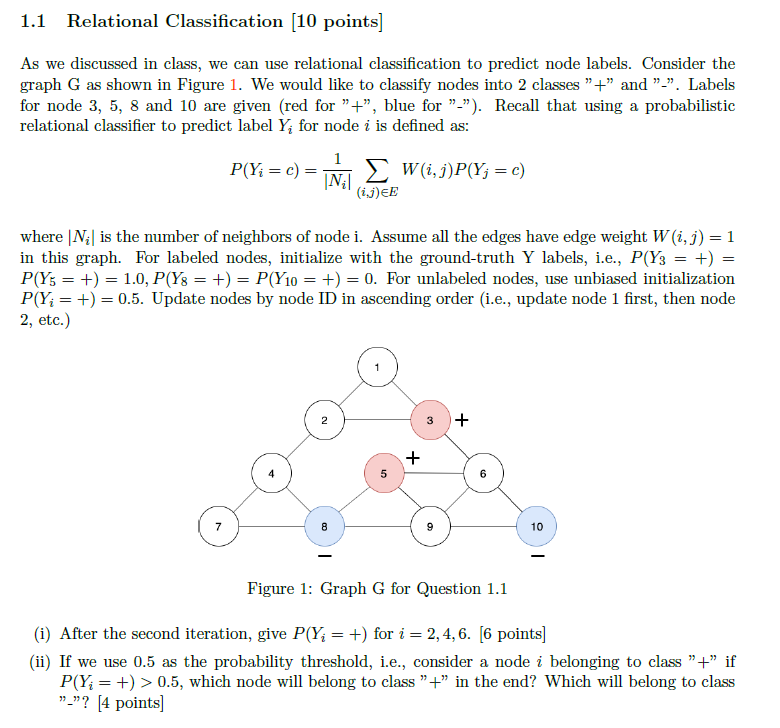 1.1 Relational Classification [10 points]
As we discussed in class, we can use relational classification to predict node labels. Consider the
graph G as shown in Figure 1. We would like to classify nodes into 2 classes ”+” and ”-”. Labels
for node 3, 5, 8 and 10 are given (red for ”+”, blue for ”-”). Recall that using a probabilistic
relational classifier to predict label Y_i for node i is defined as:
P(Y_i = c) = \frac{1}{|N_i|} \sum_{(i,j)∈E} W(i, j)P(Y_j = c)
where |N_i| is the number of neighbors of node i. Assume all the edges have edge weight W(i, j) = 1
in this graph. For labeled nodes, initialize with the ground-truth Y labels, i.e., P(Y_3 = +) =
P(Y_5 = +) = 1.0, P(Y_8 = +) = P(Y_10 = +) = 0. For unlabeled nodes, use unbiased initialization
P(Y_i = +) = 0.5. Update nodes by node ID in ascending order (i.e., update node 1 first, then node
2, etc.)
1
2 3 +
+
4 5 6
7 8 9 10
− −
Figure 1: Graph G for Question 1.1
(i) After the second iteration, give P(Y_i = +) for i = 2, 4, 6. [6 points]
(ii) If we use 0.5 as the probability threshold, i.e., consider a node i belonging to class ”+” if
P(Y_i = +) > 0.5, which node will belong to class ”+” in the end? Which will belong to class
”-”? [4 points]